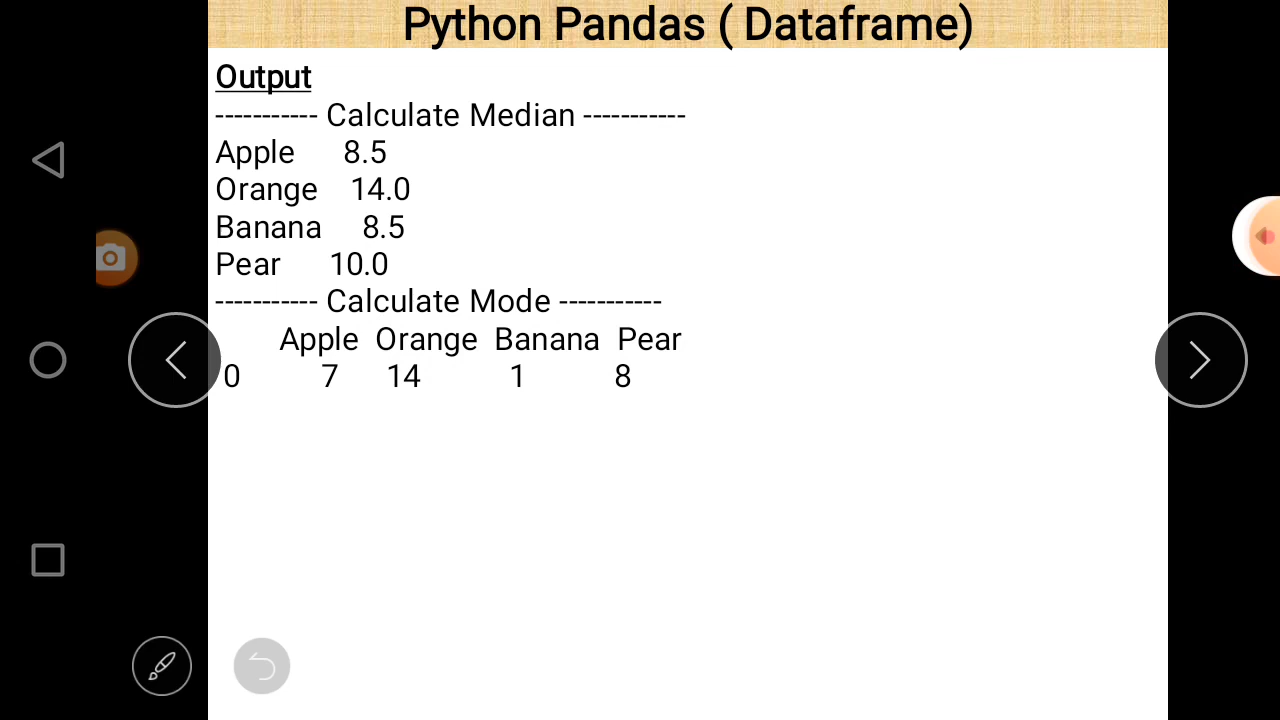 Python Pandas ( Dataframe)
Output
----------- Calculate Median -----------
Apple 8.5
Orange 14.0
Banana 8.5
Pear 10.0
----------- Calculate Mode -----------
Apple Orange Banana Pear
0 7 14 1 8